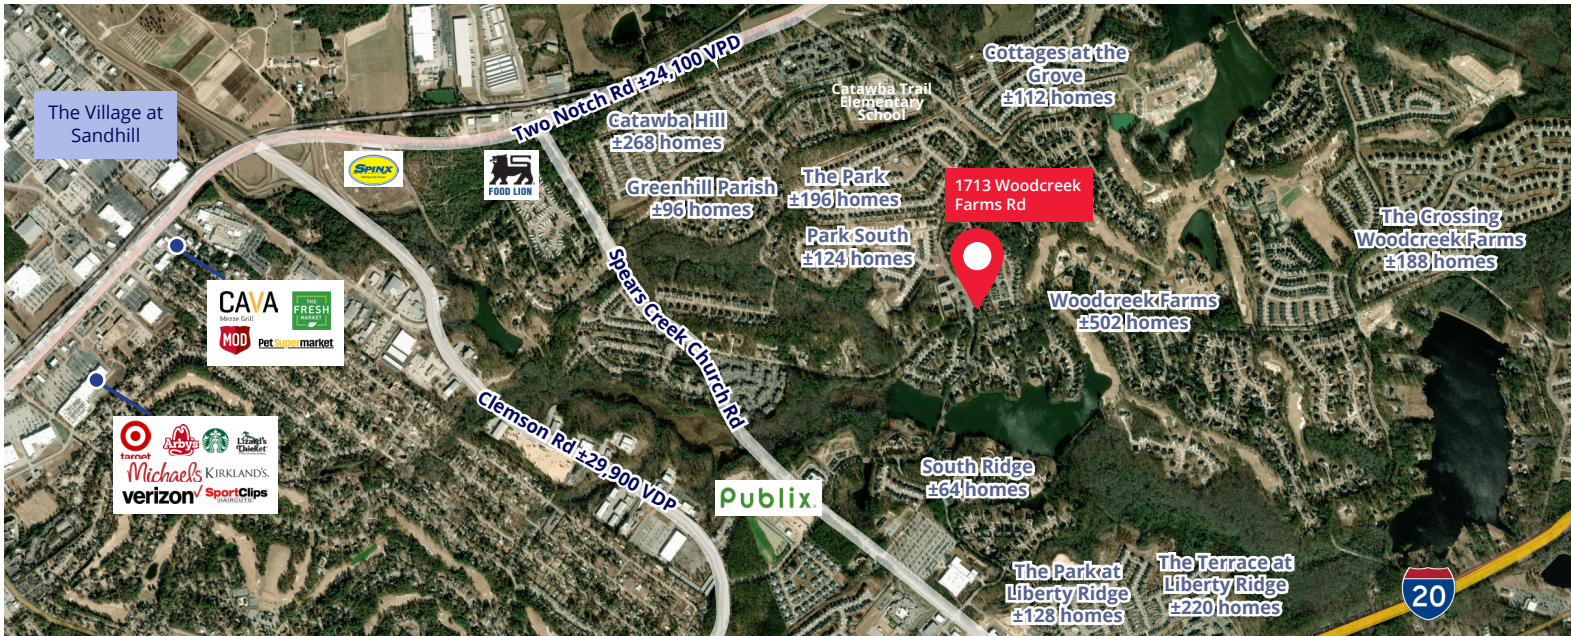 Two Notch Rd ±24,100 VPD
Cottages at the
Grove
±112 homes
The Village at
Sandhill
Catawba Trail
Elementary
School
Catawba Hill
±268 homes
SPINX
FOOD LION
Greenhill Parish
±96 homes
The Park
±196 homes
1713 Woodcreek
Farms Rd
Park South
±124 homes
The Crossing
Woodcreek Farms
±188 homes
Spears Creek Church Rd
CAVA
Mezze Grill
THE
FRESH
MARKET
MOD
PetSupermarket
Woodcreek Farms
±502 homes
Clemson Rd ±29,900 VDP
target
Arby's
Lizard's
Thicket
Michaels
KIRKLAND'S.
verizon
SportClips
HAIRCUTS
Publix.
South Ridge
±64 homes
The Park at
Liberty Ridge
±128 homes
The Terrace at
Liberty Ridge
±220 homes
20